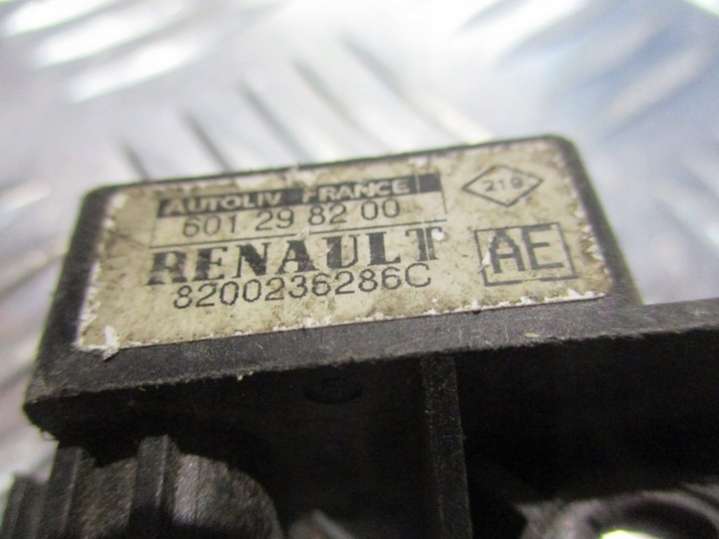 AUTOLIV FRANCE
219
601 29 82 00
RENAULT
AE
8200236286C